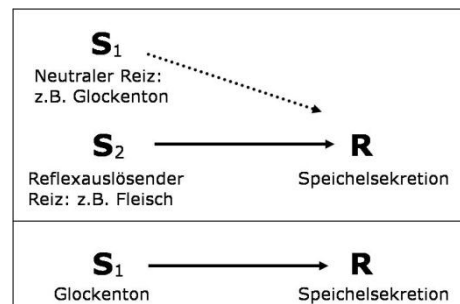 S1
Neutraler Reiz:
z.B. Glockenton
S2 R
Reflexauslösender Speichelsekretion
Reiz: z.B. Fleisch
S1 R
Glockenton Speichelsekretion